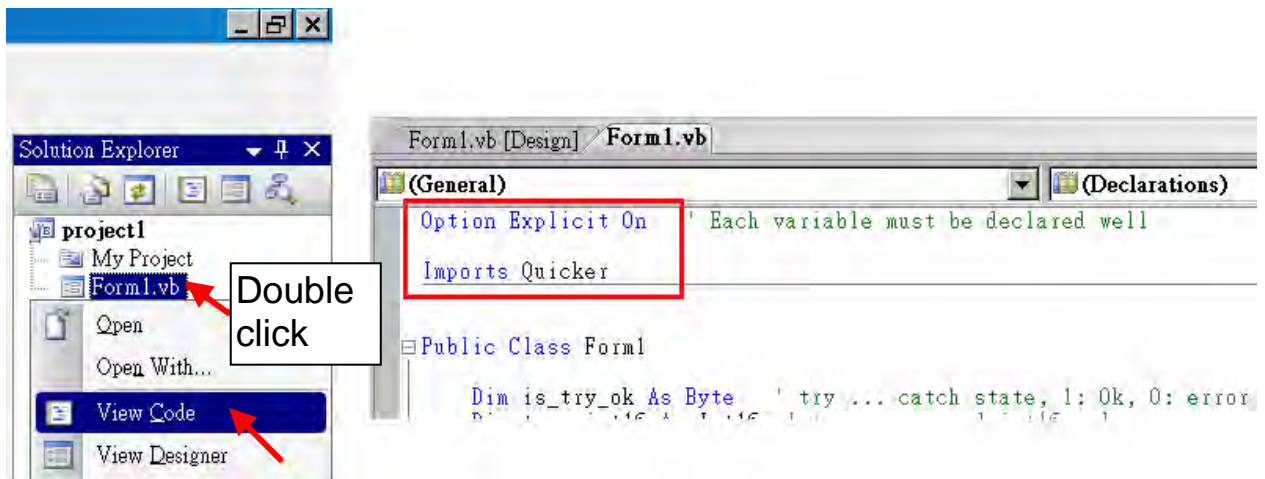 Solution Explorer
project1
My Project
Form1.vb
Double
click
Open
Open With...
View Code
View Designer
Form1.vb [Design]
Form1.vb
(General)
(Declarations)
Option Explicit On ' Each variable must be declared well
Imports Quicker
Public Class Form1
Dim is_try_ok As Byte ' try ... catch state, 1: Ok, 0: error